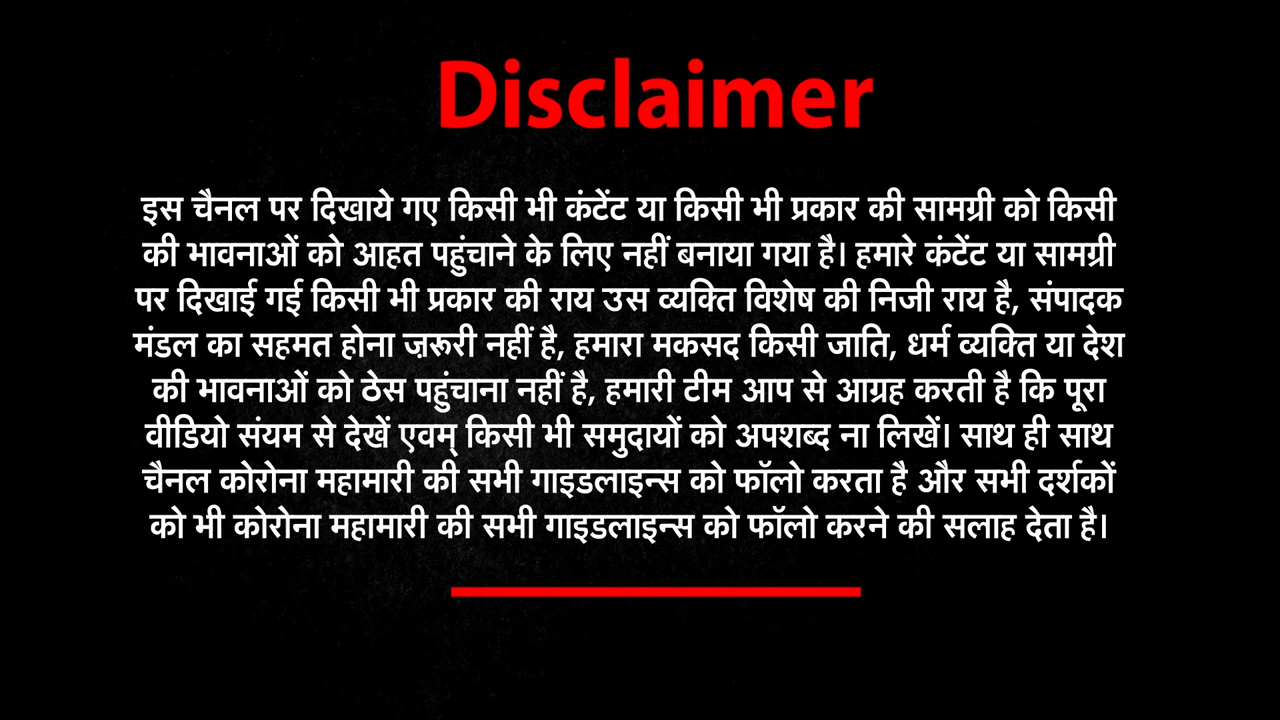 Disclaimer
इस चैनल पर दिखाये गए किसी भी कंटेंट या किसी भी प्रकार की सामग्री को किसी
की भावनाओं को आहत पहुंचाने के लिए नहीं बनाया गया है। हमारे कंटेंट या सामग्री
पर दिखाई गई किसी भी प्रकार की राय उस व्यक्ति विशेष की निजी राय है, संपादक
मंडल का सहमत होना ज़रूरी नहीं है, हमारा मकसद किसी जाति, धर्म व्यक्ति या देश
की भावनाओं को ठेस पहुंचाना नहीं है, हमारी टीम आप से आग्रह करती है कि पूरा
वीडियो संयम से देखें एवम् किसी भी समुदायों को अपशब्द ना लिखें। साथ ही साथ
चैनल कोरोना महामारी की सभी गाइडलाइन्स को फॉलो करता है और सभी दर्शकों
को भी कोरोना महामारी की सभी गाइडलाइन्स को फॉलो करने की सलाह देता है।